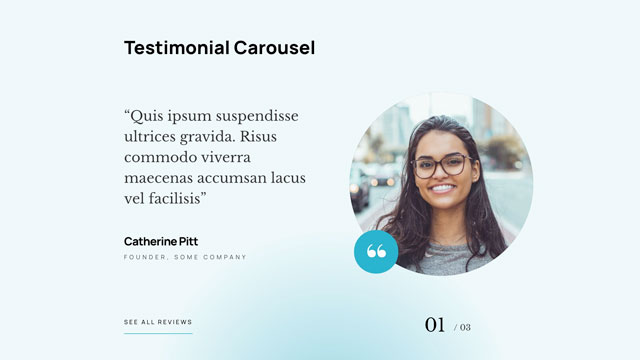 Testimonial Carousel
“Quis ipsum suspendisse
ultrices gravida. Risus
commodo viverra
maecenas accumsan lacus
vel facilisis”
Catherine Pitt
FOUNDER, SOME COMPANY
SEE ALL REVIEWS
01 / 03